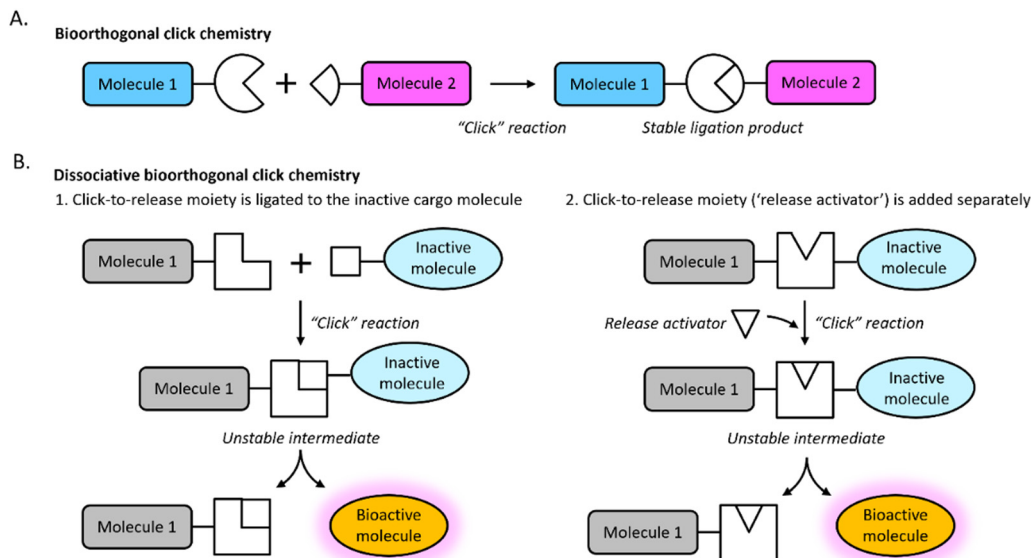 A.
Bioorthogonal click chemistry
Molecule 1
+
Molecule 2
Molecule 1
Molecule 2
“Click” reaction
Stable ligation product
B.
Dissociative bioorthogonal click chemistry
1. Click-to-release moiety is ligated to the inactive cargo molecule
Molecule 1
+
Inactive
molecule
“Click” reaction
Molecule 1
Inactive
molecule
Unstable intermediate
Molecule 1
Bioactive
molecule
2. Click-to-release moiety (‘release activator’) is added separately
Molecule 1
Inactive
molecule
Release activator
“Click” reaction
Molecule 1
Inactive
molecule
Unstable intermediate
Molecule 1
Bioactive
molecule